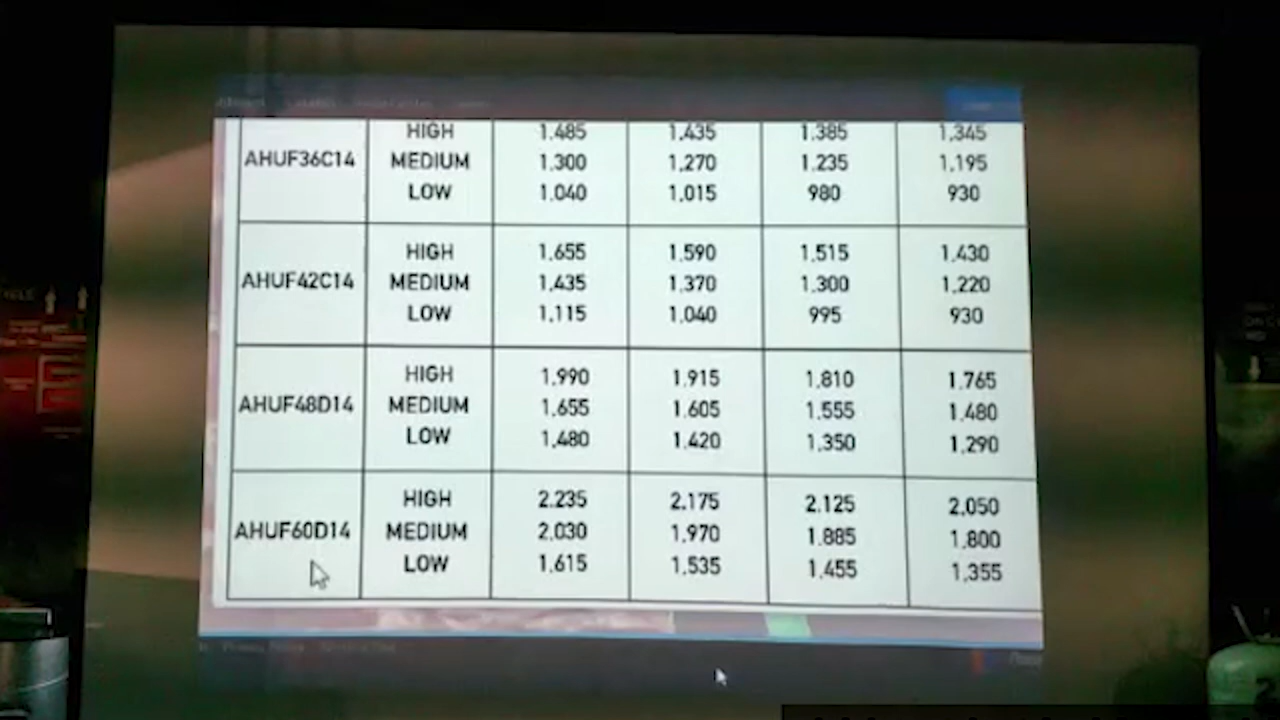 HIGH 1.485 1,435 1.385 1,345
AHUF36C14 MEDIUM 1.300 1,270 1.235 1,195
LOW 1.040 1,015 980 930
HIGH 1.655 1.590 1.515 1.430
AHUF42C14 MEDIUM 1,435 1,370 1.300 1,220
LOW 1,115 1,040 995 930
HIGH 1.990 1.915 1,810 1.765
AHUF48D14 MEDIUM 1,655 1,605 1,555 1.480
LOW 1,480 1.420 1,350 1,290
HIGH 2.235 2.175 2.125 2,050
AHUF60D14 MEDIUM 2.030 1,970 1.885 1,800
LOW 1.615 1,535 1,455 1,355